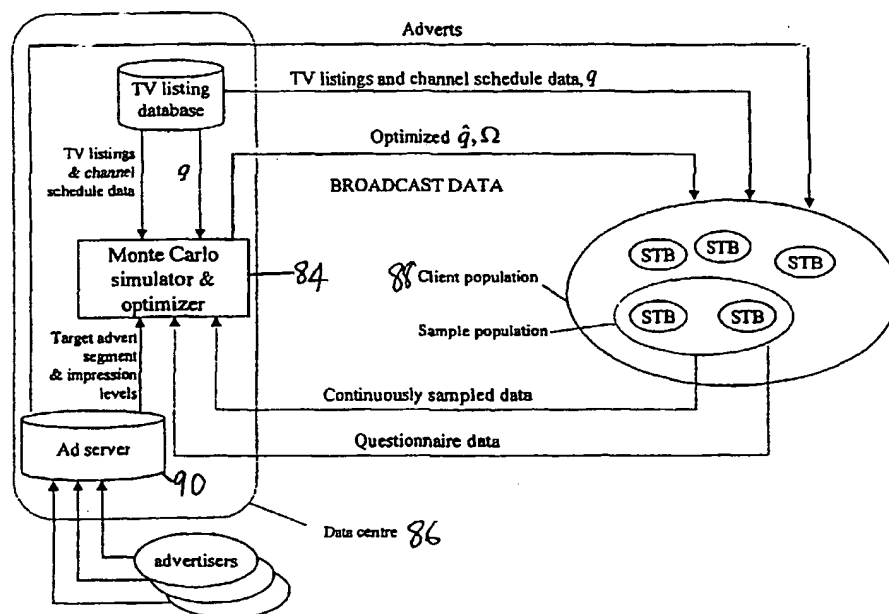 Adverts
TV listing
database
TV listings and channel schedule data, q
TV listings
& channel
schedule data
q
Optimized q̂, Ω
BROADCAST DATA
Monte Carlo
simulator &
optimizer
84
88 Client population
STB
STB
STB
Sample population
STB
STB
Target advert
segment
& impression
levels
Continuously sampled data
Questionnaire data
Ad server
90
Data centre 86
advertisers